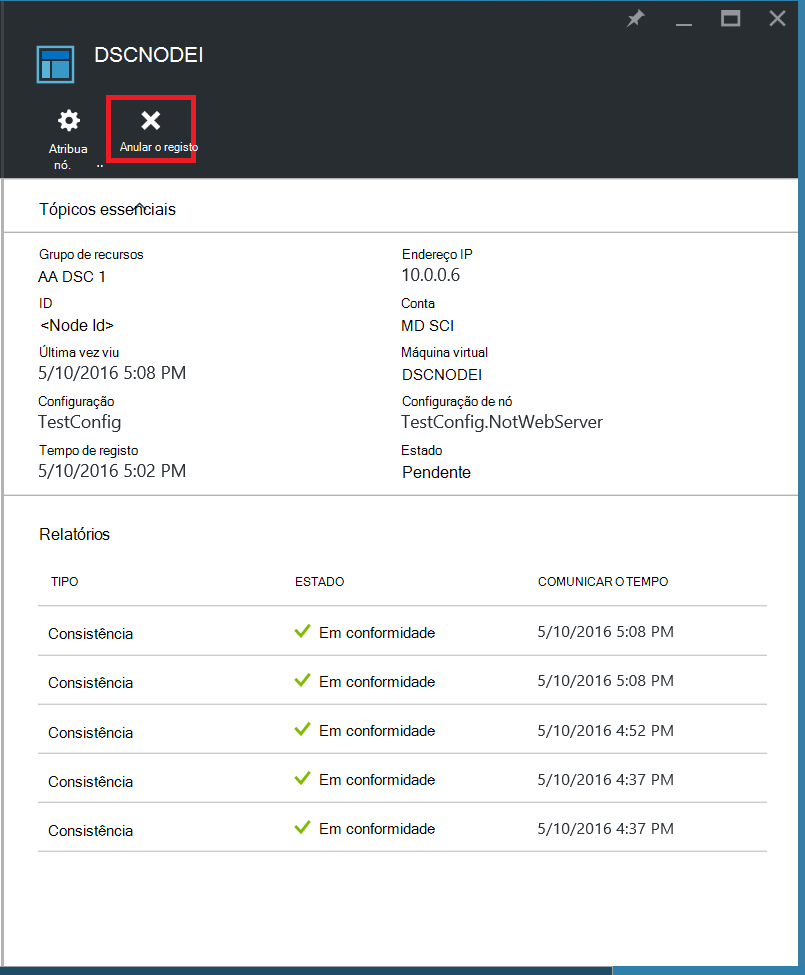 DSCNODEI
Atribua
nó.
..
Anular o registo
Tópicos essenciais
Grupo de recursos
AA DSC 1
Endereço IP
10.0.0.6
ID
<Node Id>
Conta
MD SCI
Última vez viu
5/10/2016 5:08 PM
Máquina virtual
DSCNODEI
Configuração
TestConfig
Configuração de nó
TestConfig.NotWebServer
Tempo de registo
5/10/2016 5:02 PM
Estado
Pendente
Relatórios
TIPO ESTADO COMUNICAR O TEMPO
Consistência Em conformidade 5/10/2016 5:08 PM
Consistência Em conformidade 5/10/2016 5:08 PM
Consistência Em conformidade 5/10/2016 4:52 PM
Consistência Em conformidade 5/10/2016 4:37 PM
Consistência Em conformidade 5/10/2016 4:37 PM